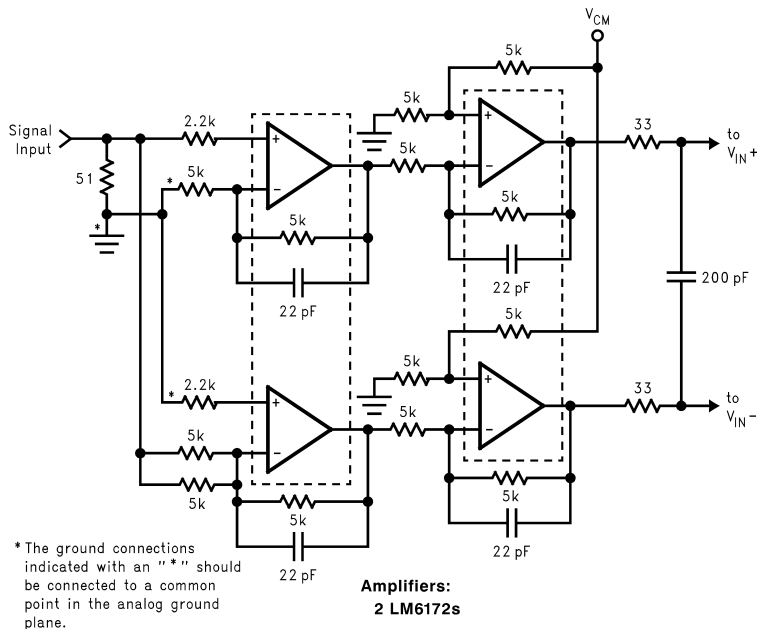 V_CM
5k
5k
Signal
Input
2.2k
+
5k
+
33
to
V_IN+
51
* 5k
−
−
*
5k
5k
22 pF
22 pF
200 pF
5k
5k
2.2k
*
+
5k
+
33
to
V_IN−
5k
−
−
5k
5k
5k
22 pF
22 pF
* The ground connections
indicated with an "*" should
be connected to a common
point in the analog ground
plane.
Amplifiers:
2 LM6172s